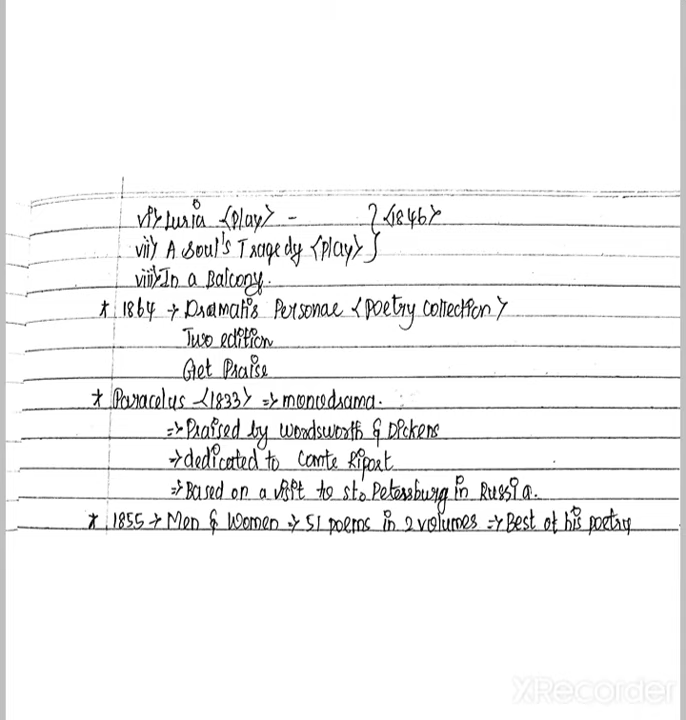 vi> Luria <play> - } <1846>
vii> A Soul's Tragedy <play> }
viii> In a Balcony.
* 1864 → Dramatis Personae <Poetry Collection>
Two edition
Get Praise
* Paracelus <1833> => monodrama.
=> Praised by Wordsworth & Dickens
→ dedicated to Comte Ripart
=> Based on a visit to st. Petersburg in Russia.
* 1855 → Men & Women → 51 poems in 2 volumes => Best of his poetry
XRecorder